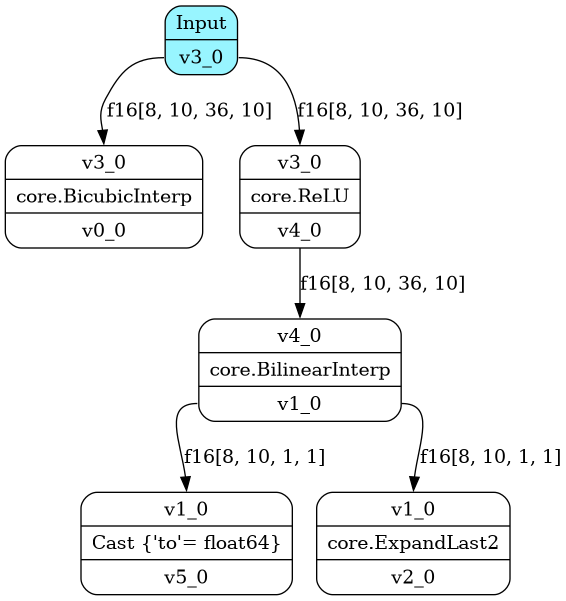 Input
v3_0
f16[8, 10, 36, 10]
f16[8, 10, 36, 10]
v3_0
core.BicubicInterp
v0_0
v3_0
core.ReLU
v4_0
f16[8, 10, 36, 10]
v4_0
core.BilinearInterp
v1_0
f16[8, 10, 1, 1]
f16[8, 10, 1, 1]
v1_0
Cast {'to'= float64}
v5_0
v1_0
core.ExpandLast2
v2_0